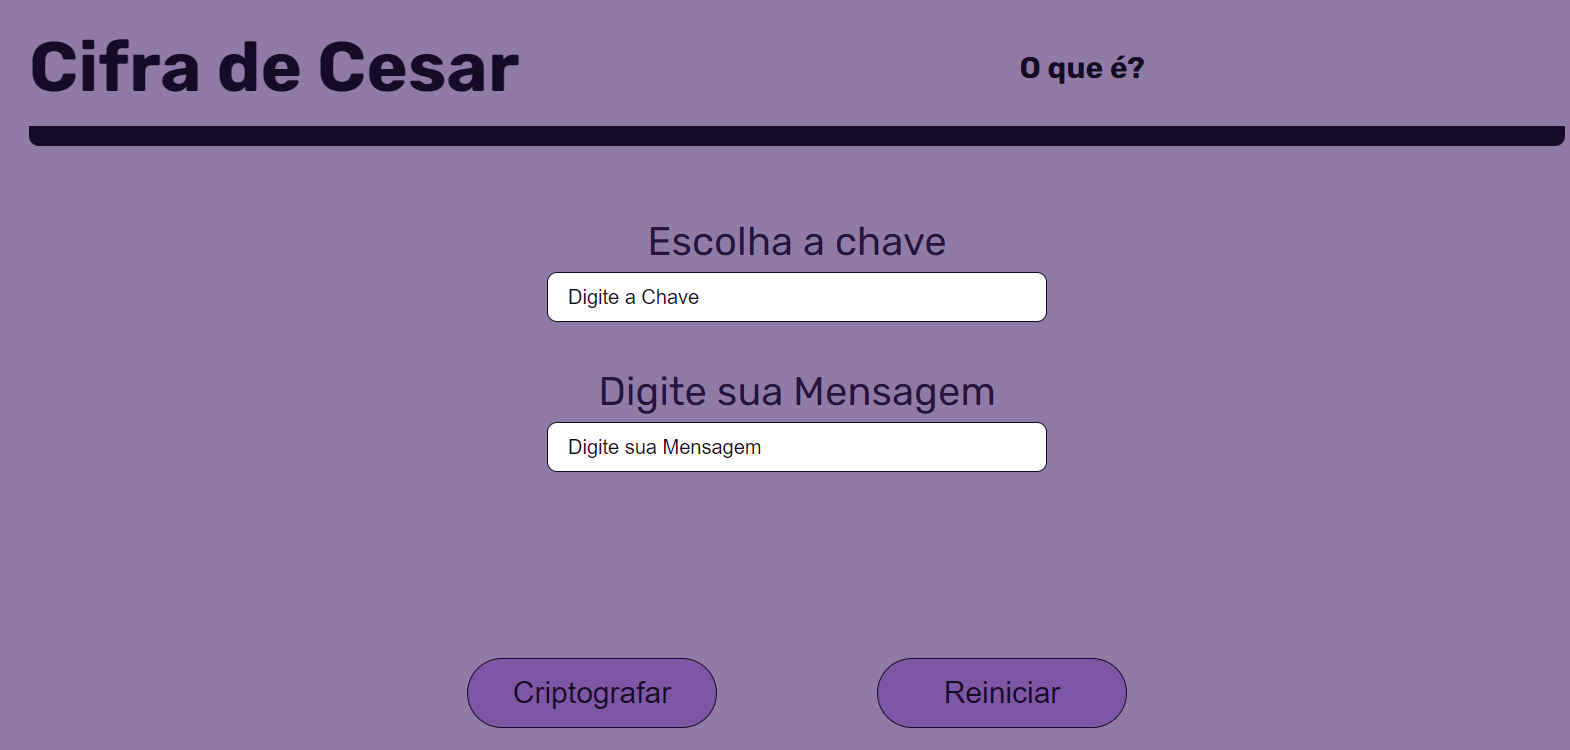 Cifra de Cesar
O que é?
Escolha a chave
Digite a Chave
Digite sua Mensagem
Digite sua Mensagem
Criptografar
Reiniciar